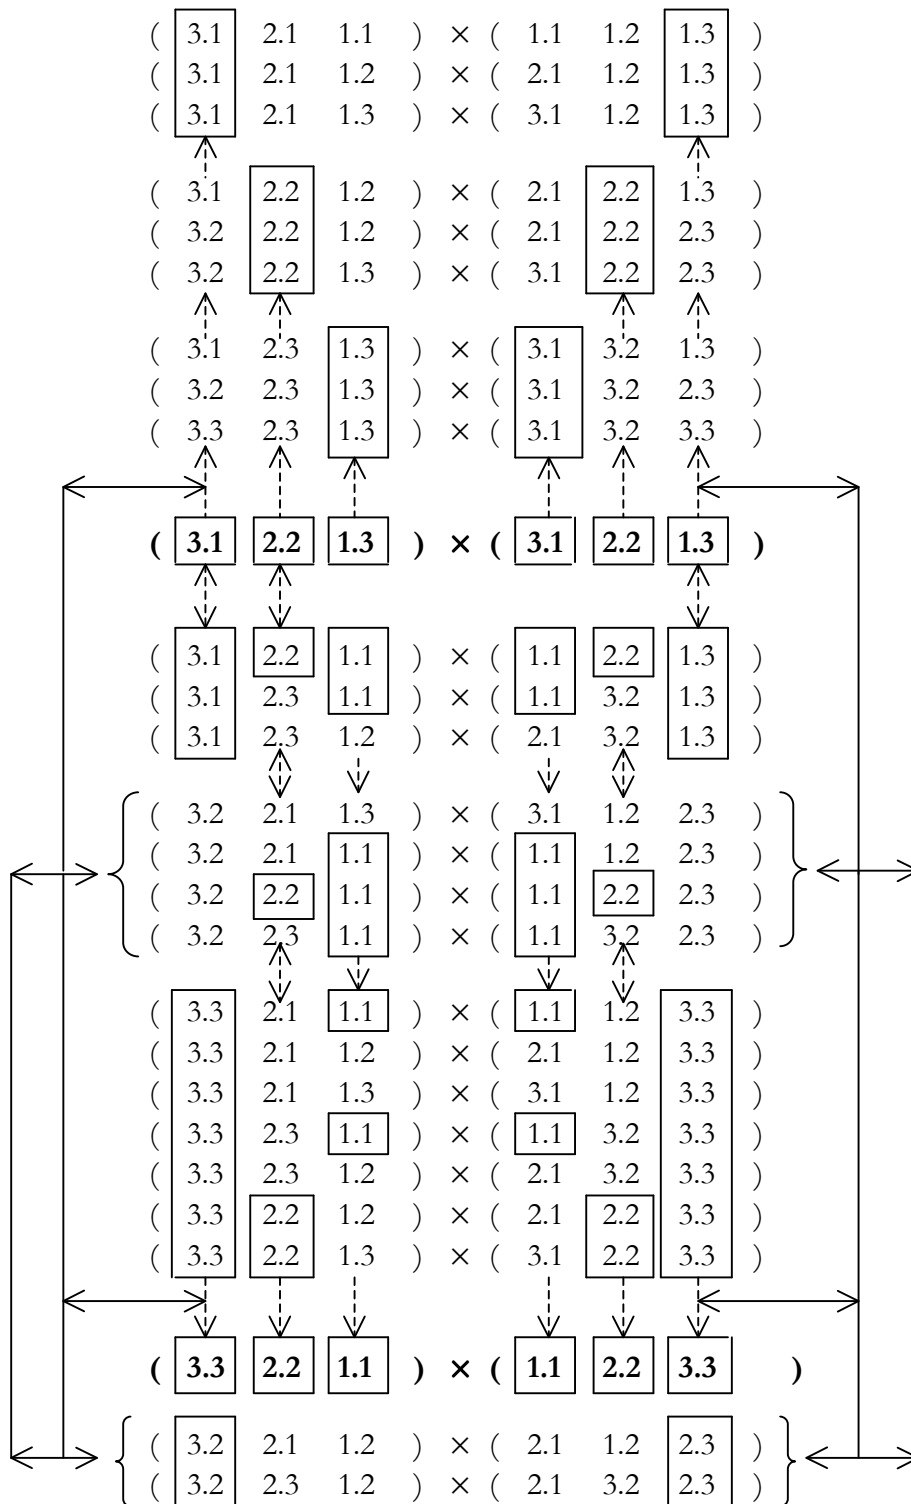 ( 3.1 2.1 1.1 ) × ( 1.1 1.2 1.3 )
( 3.1 2.1 1.2 ) × ( 2.1 1.2 1.3 )
( 3.1 2.1 1.3 ) × ( 3.1 1.2 1.3 )
( 3.1 2.2 1.2 ) × ( 2.1 2.2 1.3 )
( 3.2 2.2 1.2 ) × ( 2.1 2.2 2.3 )
( 3.2 2.2 1.3 ) × ( 3.1 2.2 2.3 )
( 3.1 2.3 1.3 ) × ( 3.1 3.2 1.3 )
( 3.2 2.3 1.3 ) × ( 3.1 3.2 2.3 )
( 3.3 2.3 1.3 ) × ( 3.1 3.2 3.3 )
( 3.1 2.2 1.3 ) × ( 3.1 2.2 1.3 )
( 3.1 2.2 1.1 ) × ( 1.1 2.2 1.3 )
( 3.1 2.3 1.1 ) × ( 1.1 3.2 1.3 )
( 3.1 2.3 1.2 ) × ( 2.1 3.2 1.3 )
( 3.2 2.1 1.3 ) × ( 3.1 1.2 2.3 )
( 3.2 2.1 1.1 ) × ( 1.1 1.2 2.3 )
( 3.2 2.2 1.1 ) × ( 1.1 2.2 2.3 )
( 3.2 2.3 1.1 ) × ( 1.1 3.2 2.3 )
( 3.3 2.1 1.1 ) × ( 1.1 1.2 3.3 )
( 3.3 2.1 1.2 ) × ( 2.1 1.2 3.3 )
( 3.3 2.1 1.3 ) × ( 3.1 1.2 3.3 )
( 3.3 2.3 1.1 ) × ( 1.1 3.2 3.3 )
( 3.3 2.3 1.2 ) × ( 2.1 3.2 3.3 )
( 3.3 2.2 1.2 ) × ( 2.1 2.2 3.3 )
( 3.3 2.2 1.3 ) × ( 3.1 2.2 3.3 )
( 3.3 2.2 1.1 ) × ( 1.1 2.2 3.3 )
( 3.2 2.1 1.2 ) × ( 2.1 1.2 2.3 )
( 3.2 2.3 1.2 ) × ( 2.1 3.2 2.3 )